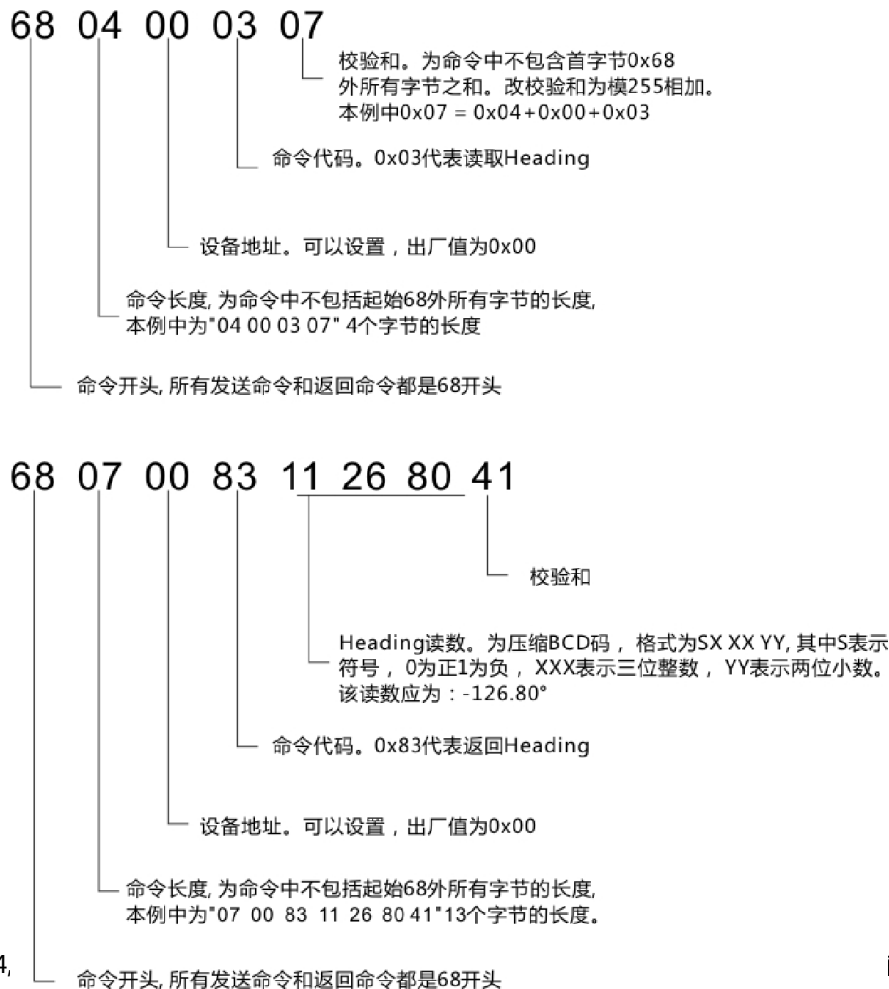 68 04 00 03 07
校验和。为命令中不包含首字节0x68
外所有字节之和。改校验和为模255相加。
本例中0x07 = 0x04+0x00+0x03
命令代码。0x03代表读取Heading
设备地址。可以设置，出厂值为0x00
命令长度, 为命令中不包括起始68外所有字节的长度,
本例中为"04 00 03 07" 4个字节的长度
命令开头, 所有发送命令和返回命令都是68开头
68 07 00 83 11 26 80 41
校验和
Heading读数。为压缩BCD码，格式为SX XX YY, 其中S表示
符号，0为正1为负，XXX表示三位整数，YY表示两位小数。
该读数应为：-126.80°
命令代码。0x83代表返回Heading
设备地址。可以设置，出厂值为0x00
命令长度, 为命令中不包括起始68外所有字节的长度,
本例中为"07 00 83 11 26 80 41"13个字节的长度。
4,
命令开头, 所有发送命令和返回命令都是68开头